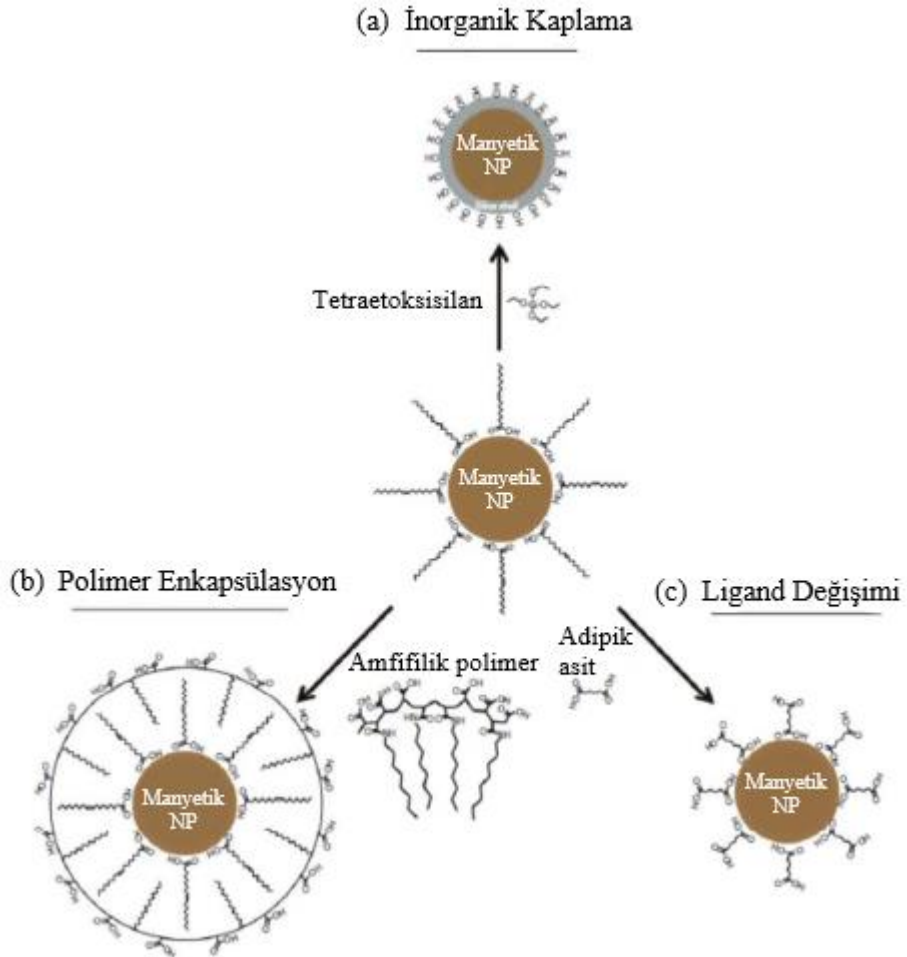 (a) İnorganik Kaplama
Manyetik
NP
Tetraetoksisilan
Manyetik
NP
(b) Polimer Enkapsülasyon
(c) Ligand Değişimi
Amfifilik polimer
Adipik
asit
Manyetik
NP
Manyetik
NP